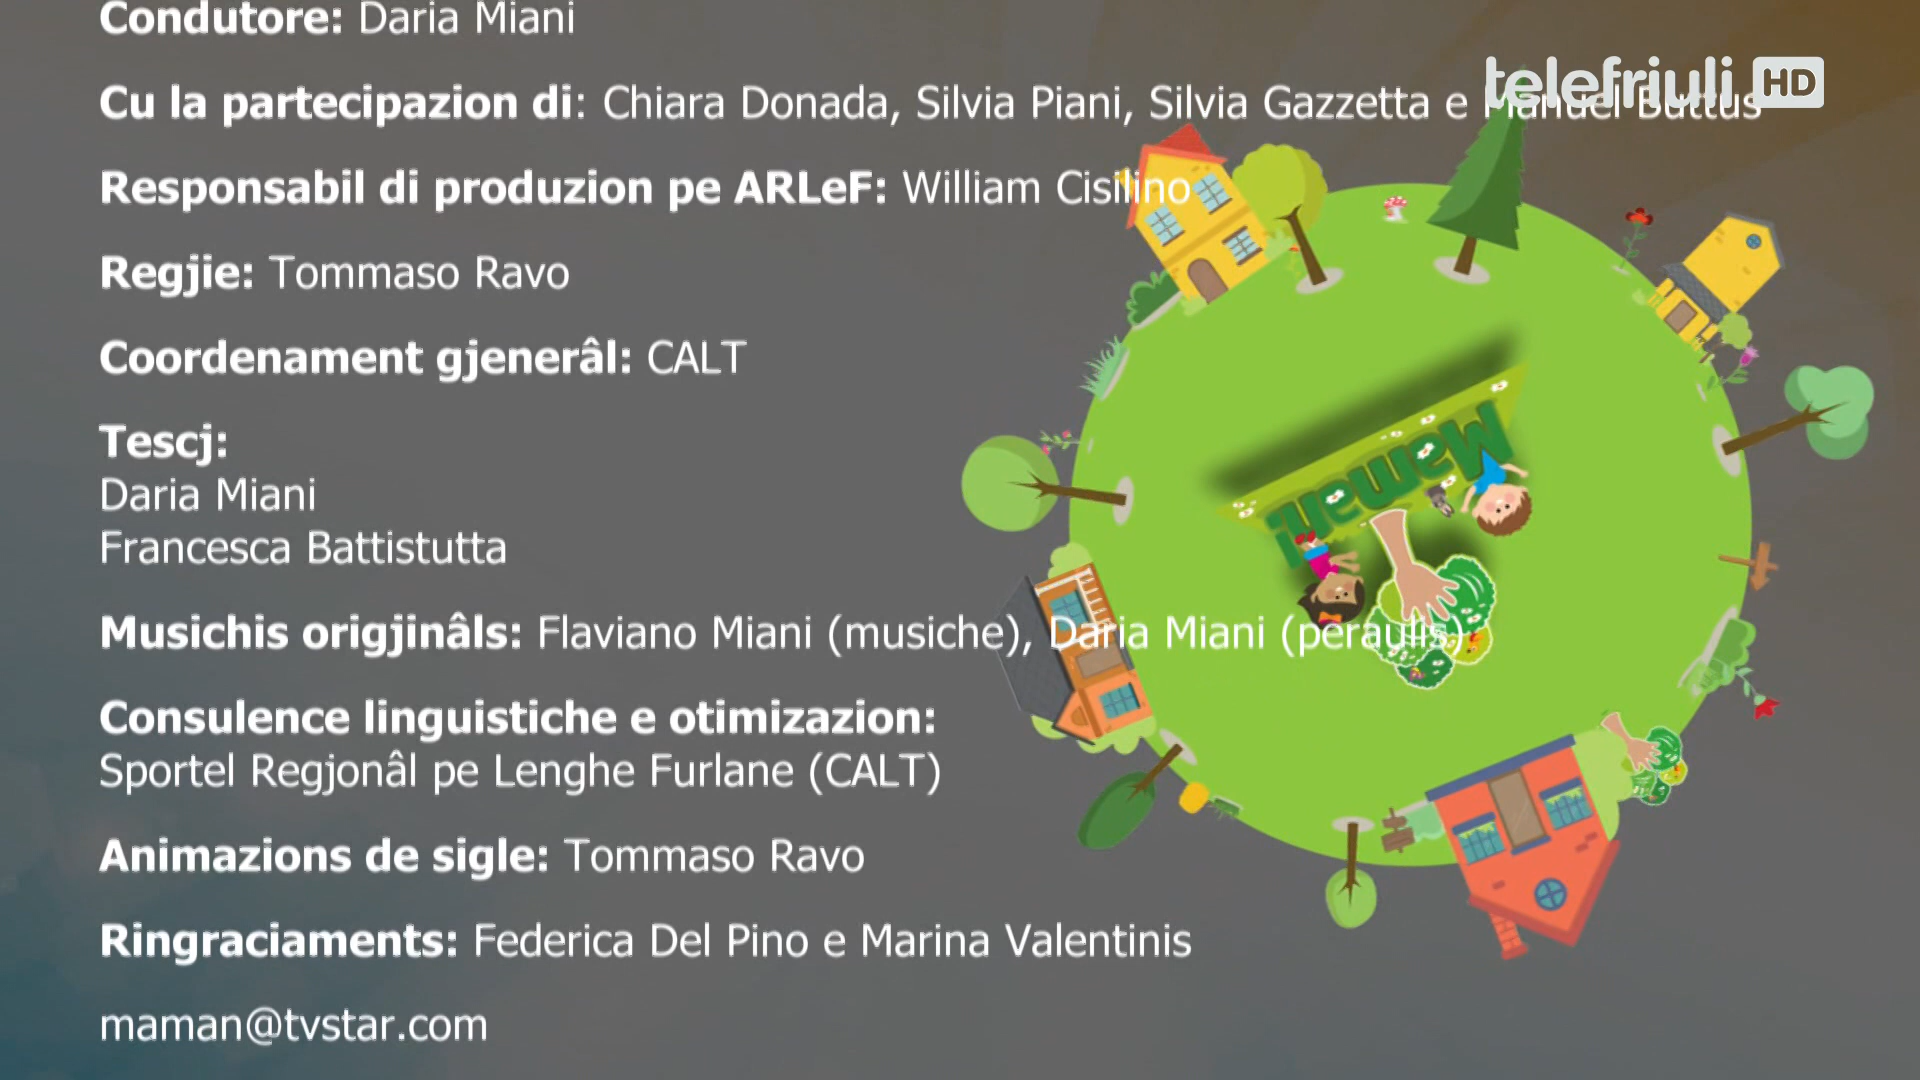 Condutore: Daria Miani
telefriuli HD
Cu la partecipazion di: Chiara Donada, Silvia Piani, Silvia Gazzetta e Manuel Buttus
Responsabil di produzion pe ARLeF: William Cisilino
Regjie: Tommaso Ravo
Coordenament gjenerâl: CALT
Tescj:
Daria Miani
Francesca Battistutta
Maman!
Musichis origjinâls: Flaviano Miani (musiche), Daria Miani (peraulis)
Consulence linguistiche e otimizazion:
Sportel Regjonâl pe Lenghe Furlane (CALT)
Animazions de sigle: Tommaso Ravo
Ringraciaments: Federica Del Pino e Marina Valentinis
maman@tvstar.com